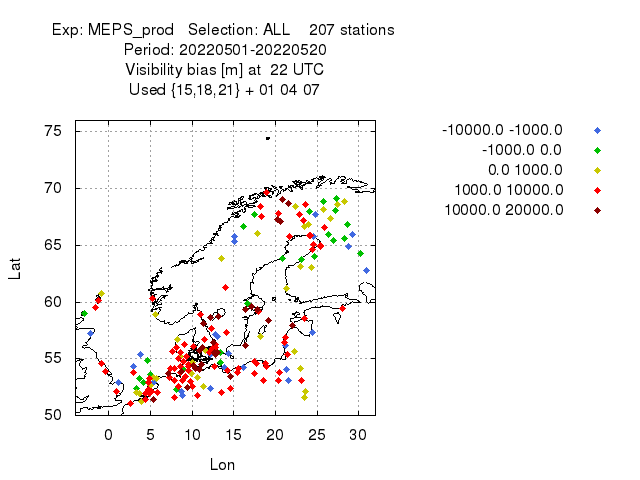 Exp: MEPS_prod   Selection: ALL    207 stations
Period: 20220501-20220520
Visibility bias [m] at  22 UTC
Used {15,18,21} + 01 04 07
-10000.0 -1000.0
-1000.0 0.0
0.0 1000.0
1000.0 10000.0
10000.0 20000.0
75
70
65
60
55
50
Lat
0 5 10 15 20 25 30
Lon